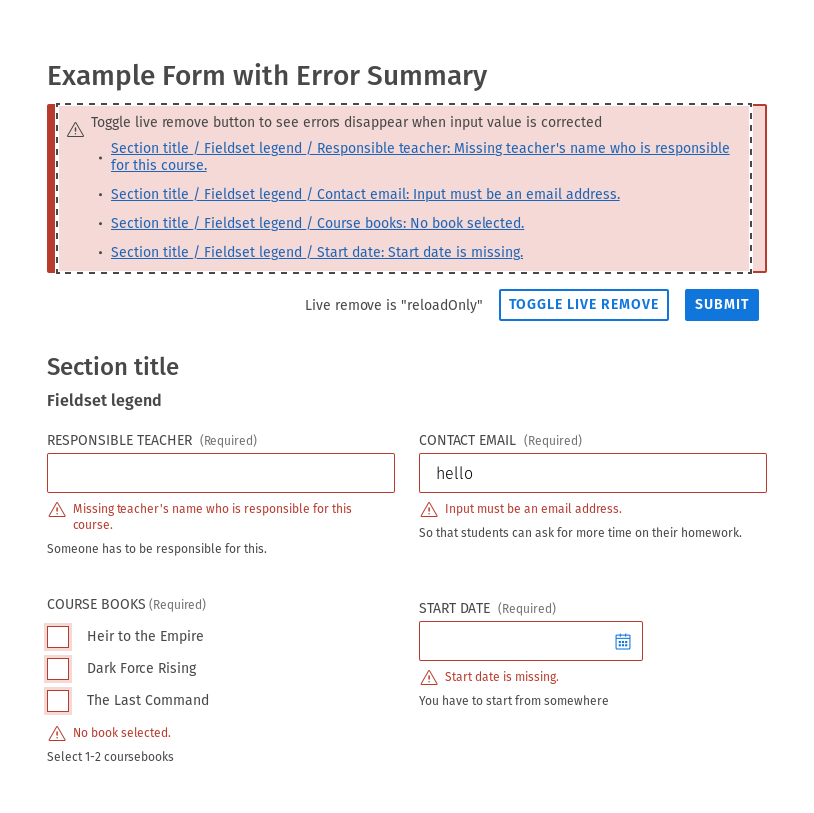 Example Form with Error Summary
Toggle live remove button to see errors disappear when input value is corrected
• Section title / Fieldset legend / Responsible teacher: Missing teacher's name who is responsible
for this course.
• Section title / Fieldset legend / Contact email: Input must be an email address.
• Section title / Fieldset legend / Course books: No book selected.
• Section title / Fieldset legend / Start date: Start date is missing.
Live remove is "reloadOnly" TOGGLE LIVE REMOVE SUBMIT
Section title
Fieldset legend
RESPONSIBLE TEACHER (Required)
Missing teacher's name who is responsible for this
course.
Someone has to be responsible for this.
CONTACT EMAIL (Required)
hello
Input must be an email address.
So that students can ask for more time on their homework.
COURSE BOOKS (Required)
Heir to the Empire
Dark Force Rising
The Last Command
No book selected.
Select 1-2 coursebooks
START DATE (Required)
Start date is missing.
You have to start from somewhere